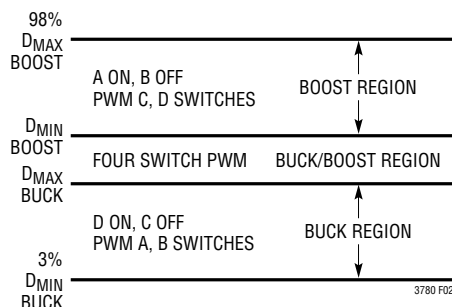 98%
DMAX
BOOST
A ON, B OFF
PWM C, D SWITCHES
BOOST REGION
DMIN
BOOST
FOUR SWITCH PWM
BUCK/BOOST REGION
DMAX
BUCK
D ON, C OFF
PWM A, B SWITCHES
BUCK REGION
3%
DMIN
BUCK
3780 F02